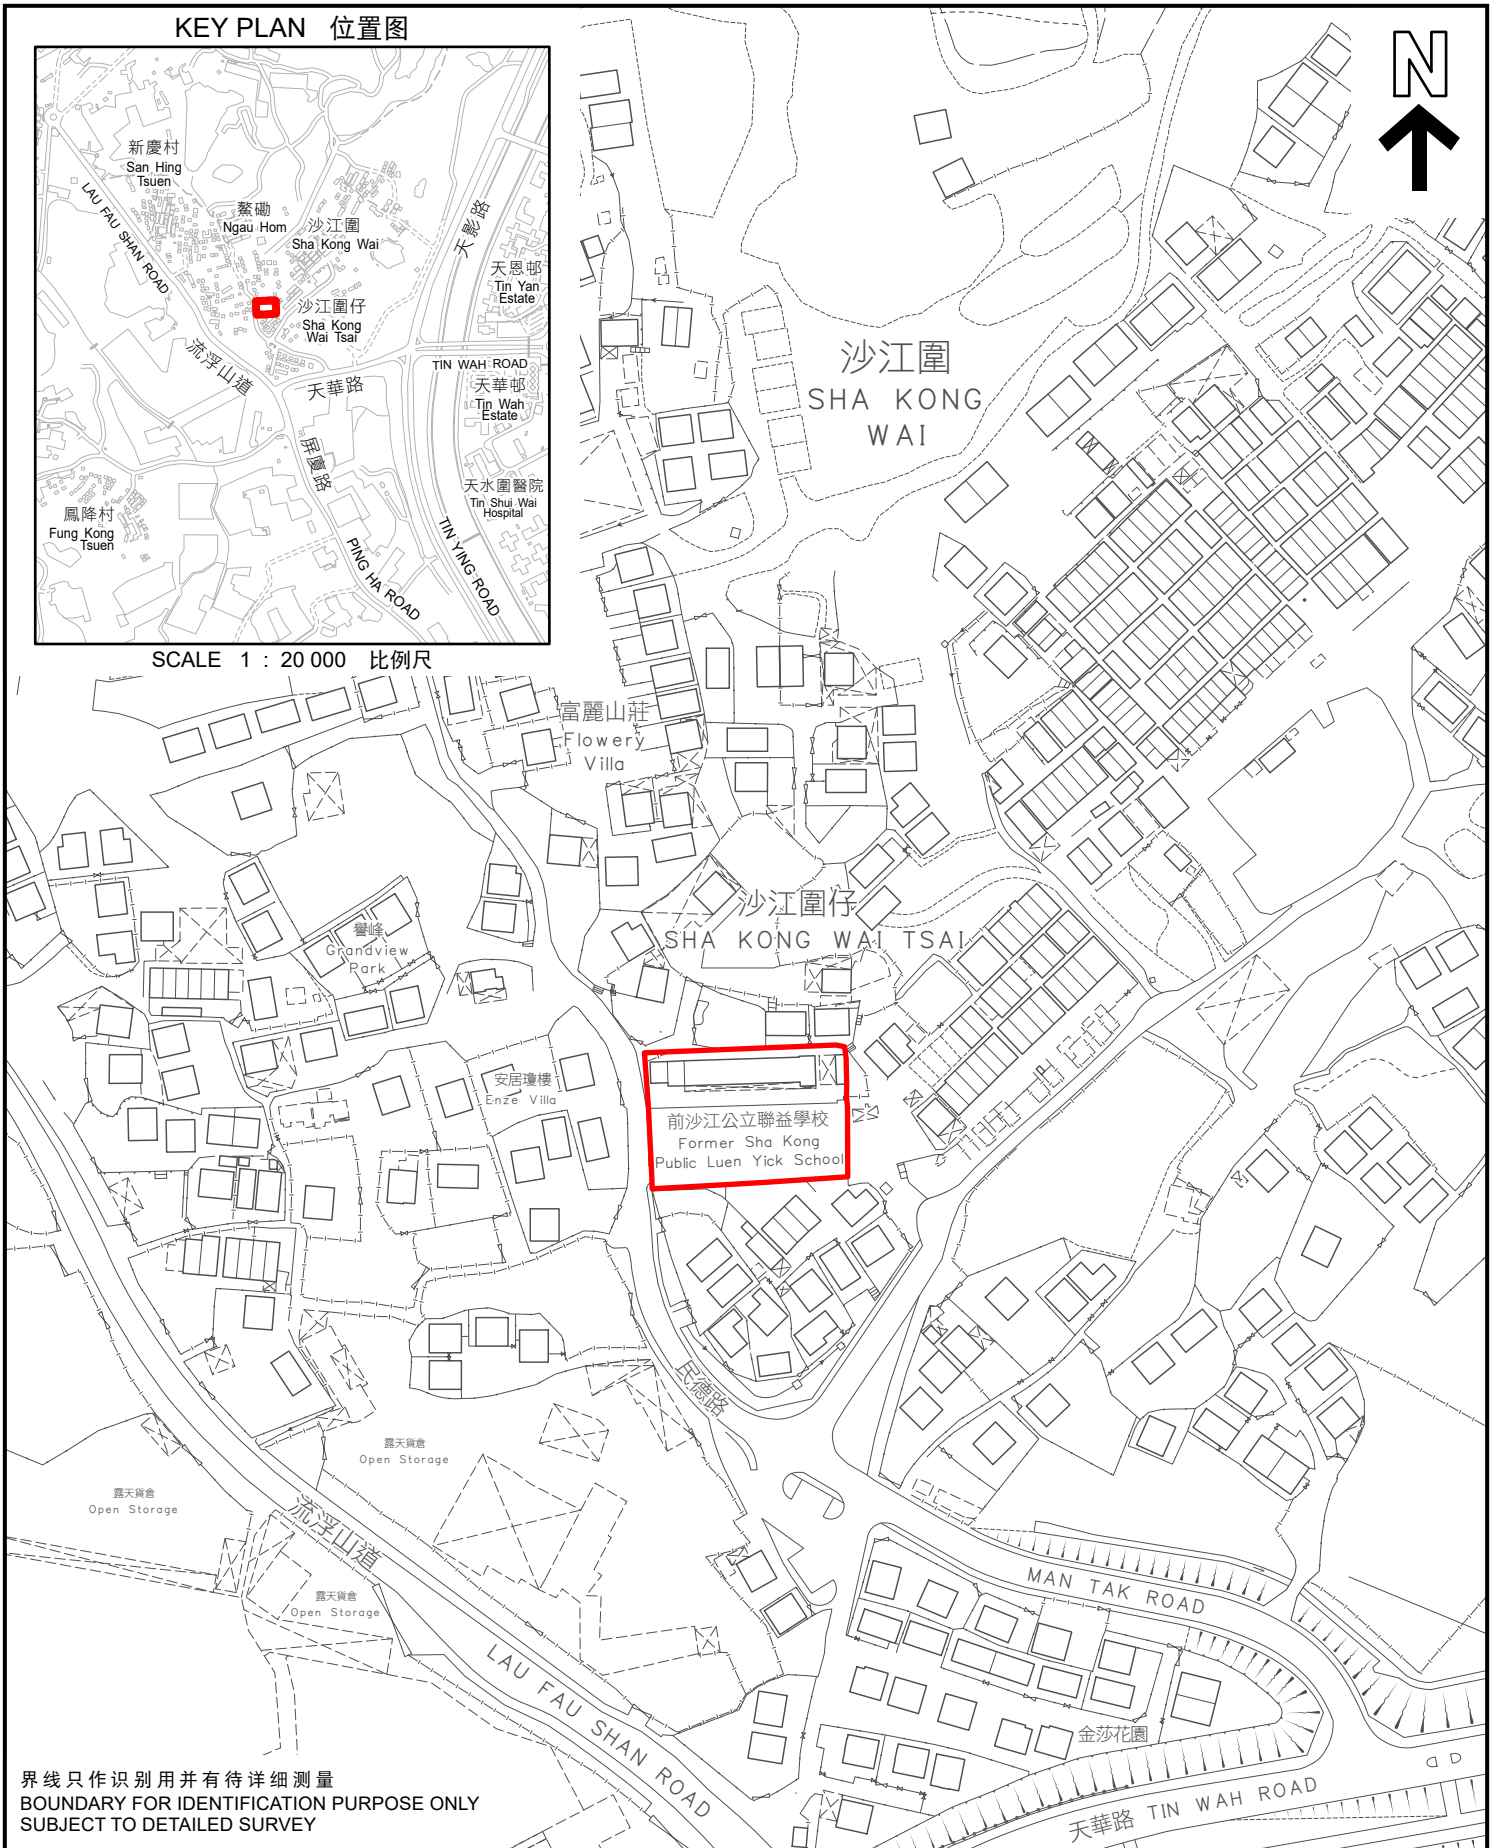 KEY PLAN 位置图
N
新慶村
San Hing
Tsuen
LAU FAU SHAN ROAD
鰲磡
Ngau Hom
沙江圍
Sha Kong Wai
天影路
天恩邨
Tin Yan
Estate
沙江圍仔
Sha Kong
Wai Tsai
流浮山道
天華路
TIN WAH ROAD
天華邨
Tin Wah
Estate
屏廈路
天水圍醫院
Tin Shui Wai
Hospital
鳳降村
Fung Kong
Tsuen
PING HA ROAD
TIN YING ROAD
SCALE 1 : 20 000 比例尺
沙江圍
SHA KONG
WAI
富麗山莊
Flowery
Villa
沙江圍仔
SHA KONG WAI TSAI
譽峰
Grandview
Park
安居瓊樓
Enze Villa
前沙江公立聯益學校
Former Sha Kong
Public Luen Yick School
民德路
露天貨倉
Open Storage
露天貨倉
Open Storage
流浮山道
露天貨倉
Open Storage
MAN TAK ROAD
LAU FAU SHAN ROAD
金莎花園
天華路 TIN WAH ROAD
界线只作识别用并有待详细测量
BOUNDARY FOR IDENTIFICATION PURPOSE ONLY
SUBJECT TO DETAILED SURVEY